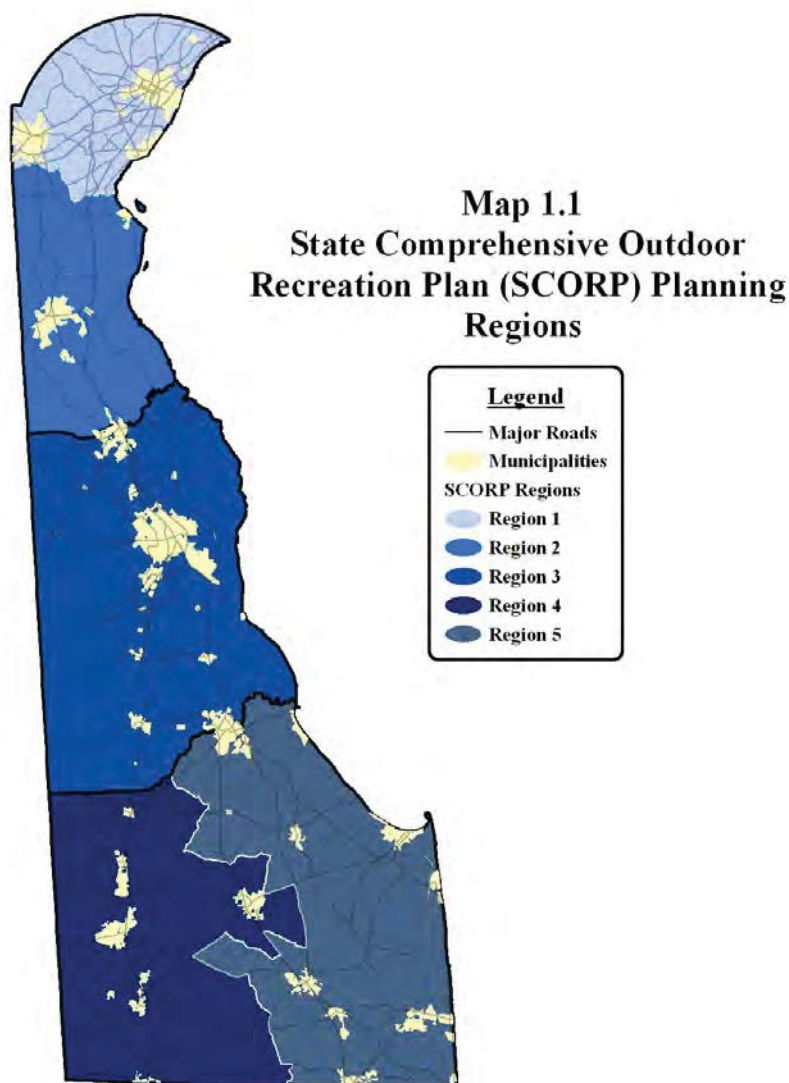 Map 1.1
State Comprehensive Outdoor
Recreation Plan (SCORP) Planning
Regions
Legend
Major Roads
Municipalities
SCORP Regions
Region 1
Region 2
Region 3
Region 4
Region 5